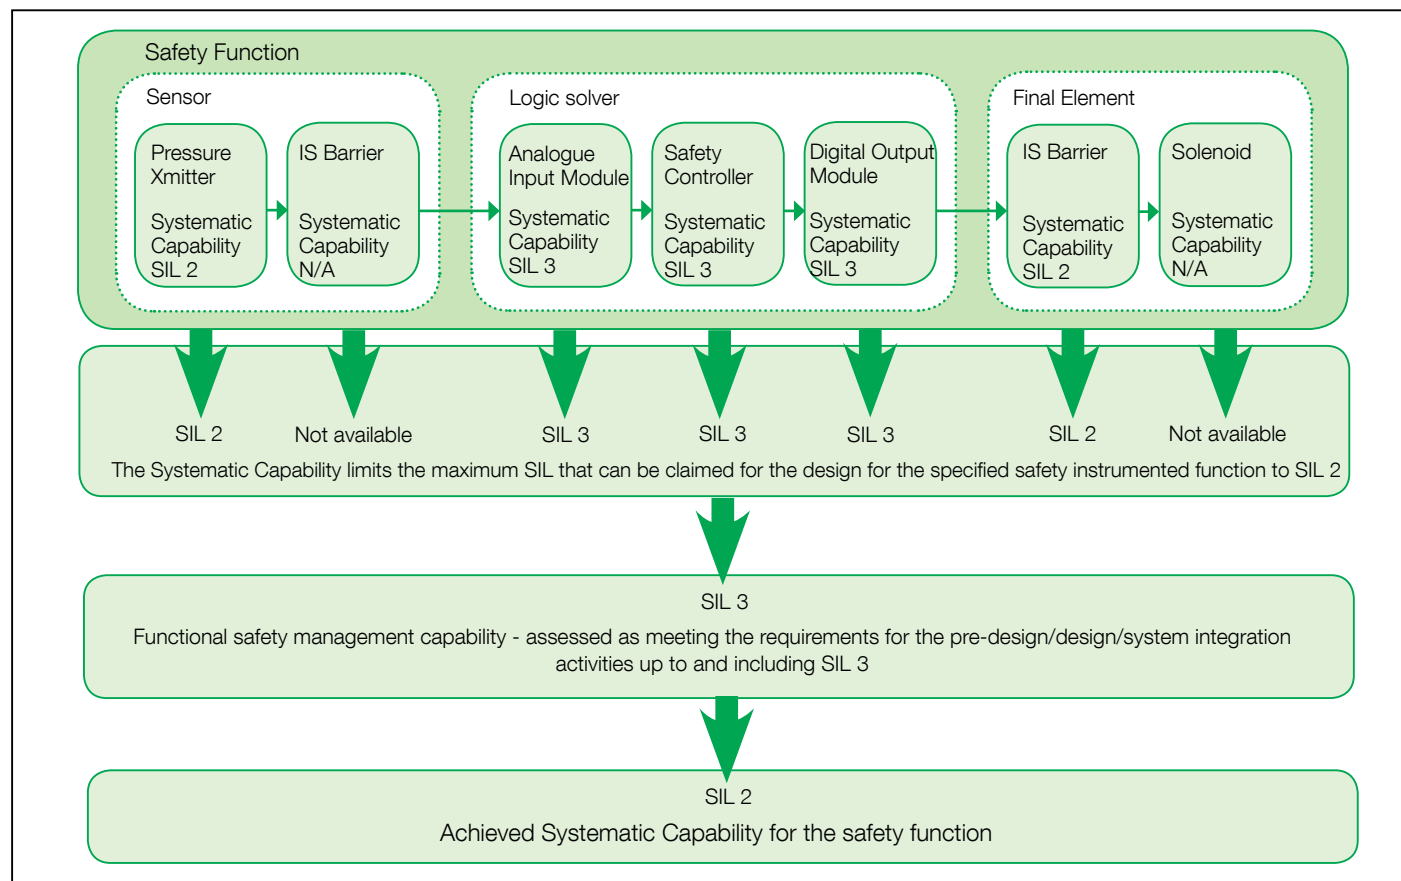 Safety Function
Sensor
Pressure
Xmitter
Systematic
Capability
SIL 2
IS Barrier
Systematic
Capability
N/A
Logic solver
Analogue
Input Module
Systematic
Capability
SIL 3
Safety
Controller
Systematic
Capability
SIL 3
Digital Output
Module
Systematic
Capability
SIL 3
Final Element
IS Barrier
Systematic
Capability
SIL 2
Solenoid
Systematic
Capability
N/A
SIL 2
Not available
SIL 3
SIL 3
SIL 3
SIL 2
Not available
The Systematic Capability limits the maximum SIL that can be claimed for the design for the specified safety instrumented function to SIL 2
SIL 3
Functional safety management capability - assessed as meeting the requirements for the pre-design/design/system integration
activities up to and including SIL 3
SIL 2
Achieved Systematic Capability for the safety function